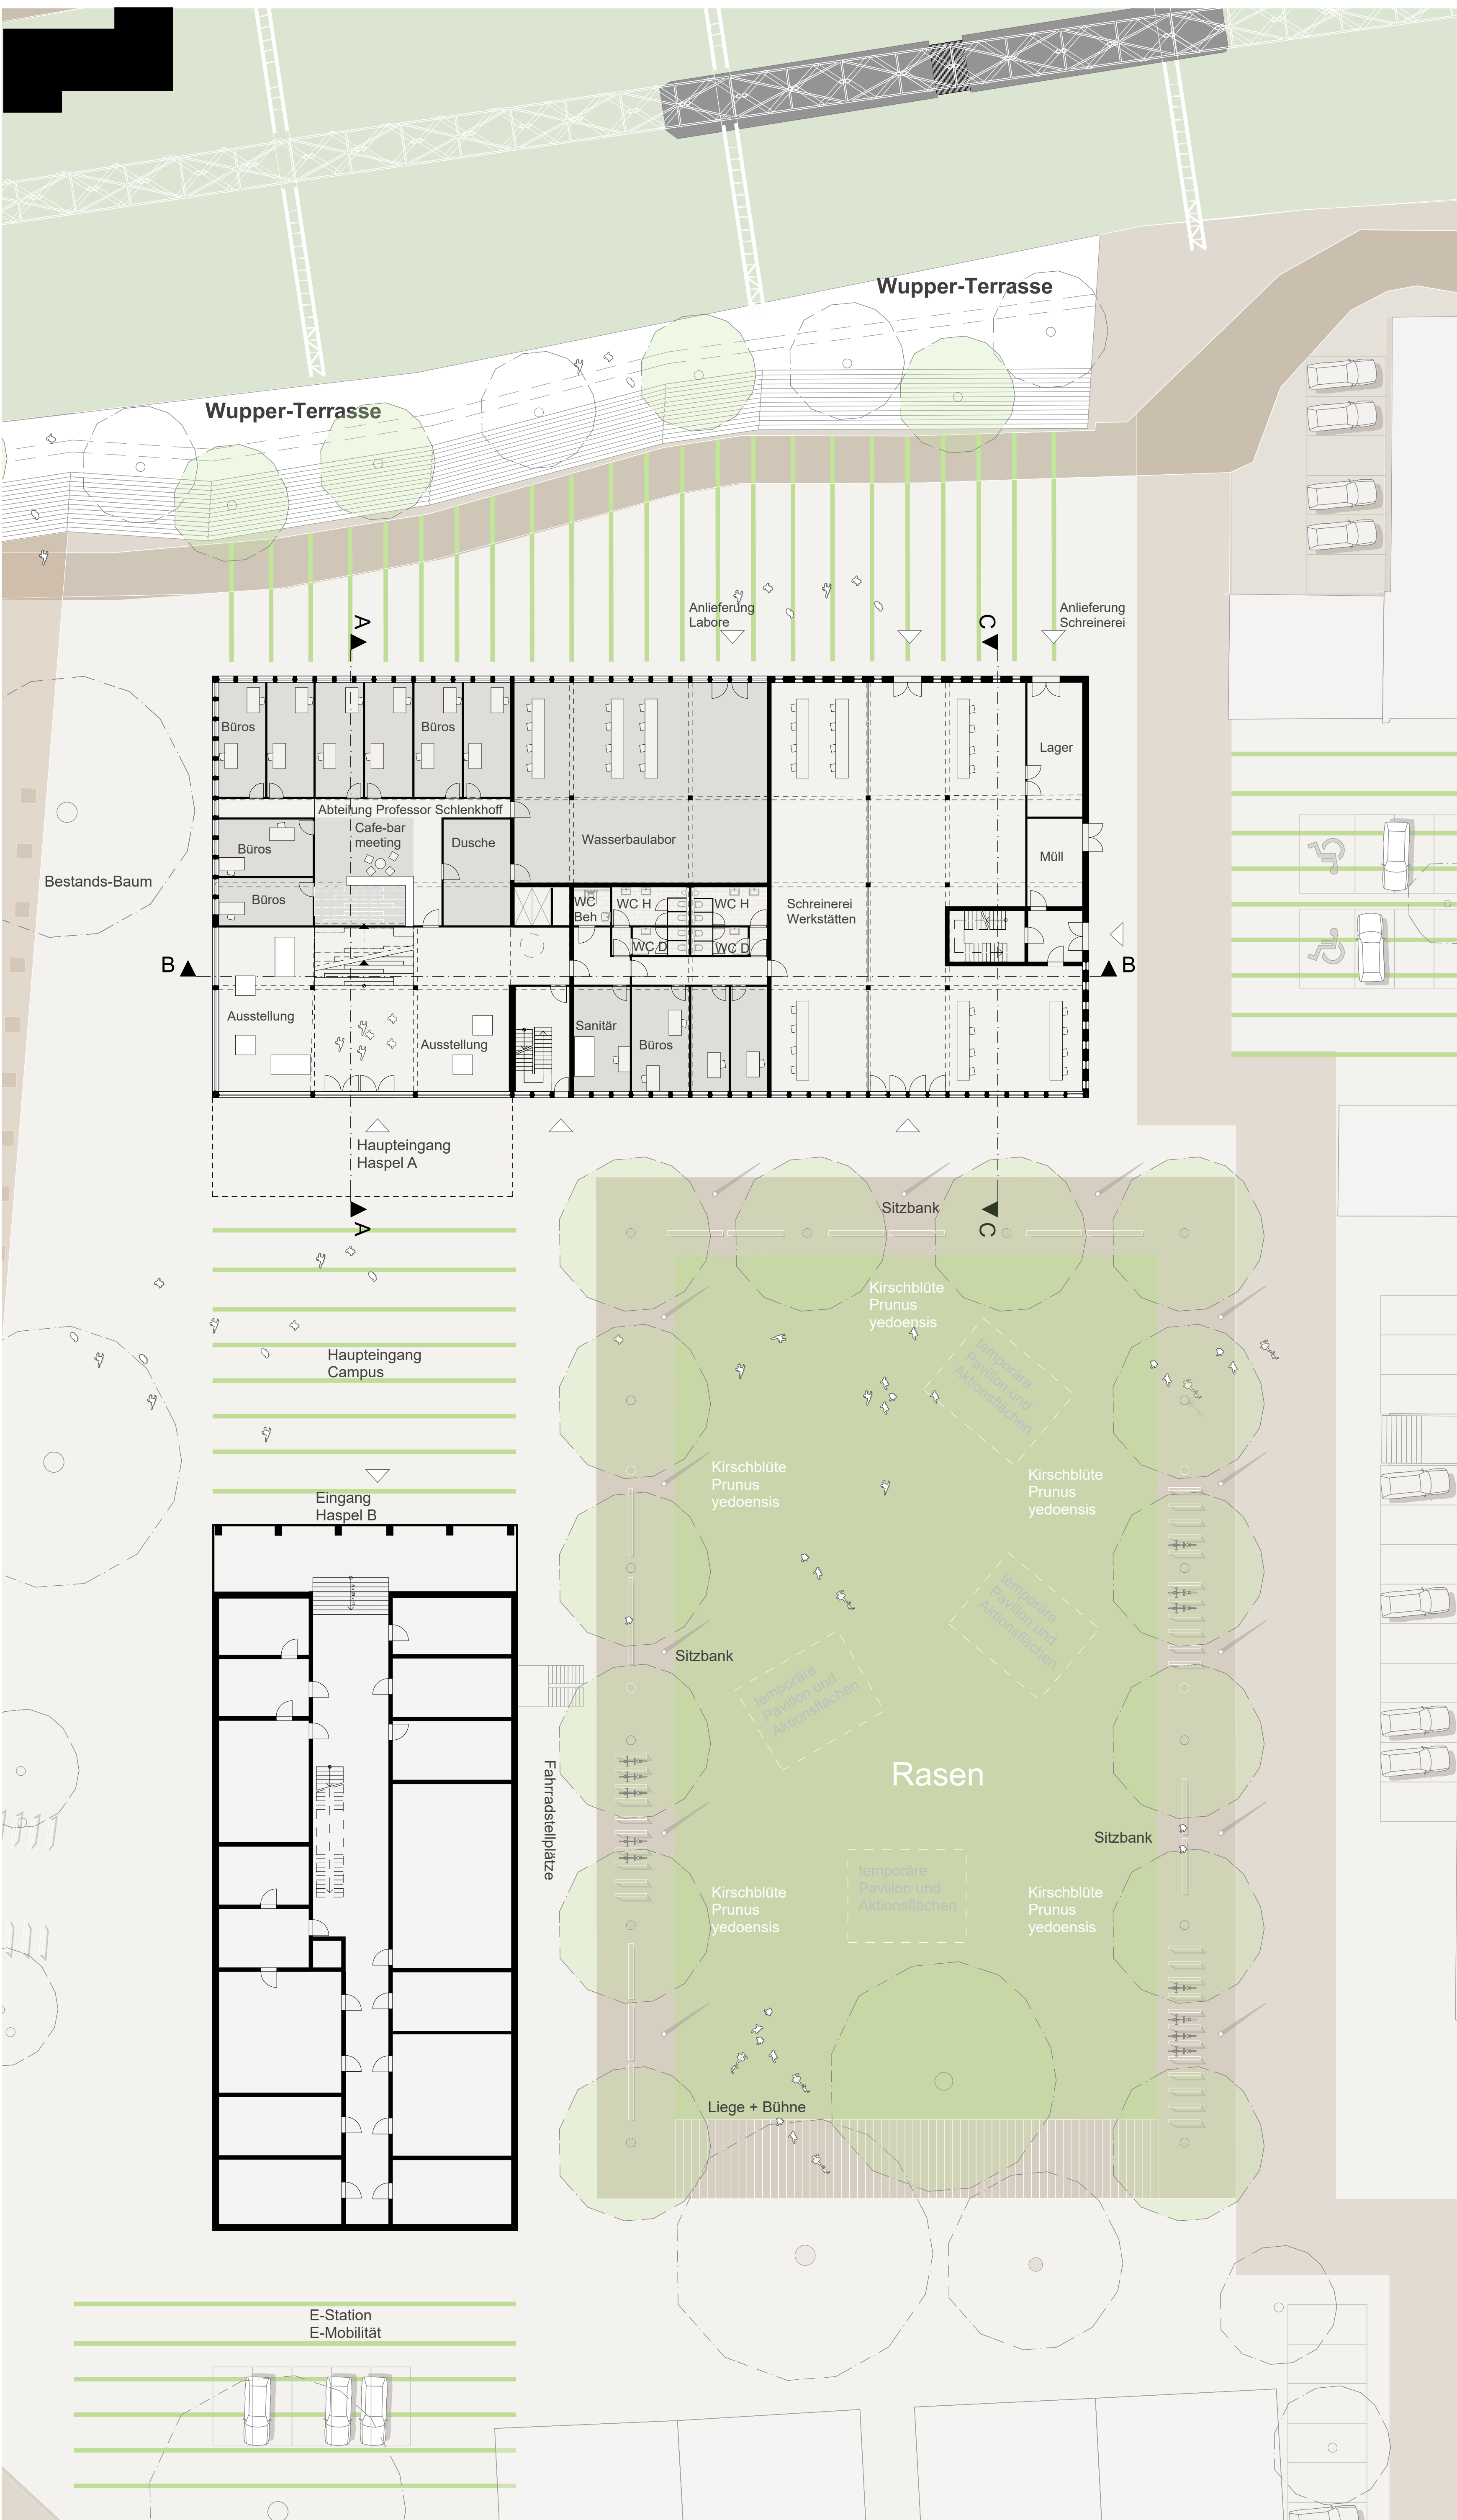 Wupper-Terrasse
Wupper-Terrasse
Anlieferung
Labore
Anlieferung
Schreinerei
A
C
Büros
Büros
Lager
Abteilung Professor Schlenkhoff
Cafe-bar
meeting
Dusche
Wasserbaulabor
Büros
Müll
Bestands-Baum
Büros
WC
Beh
WC H
WC H
Schreinerei
Werkstätten
WC D
WC D
B
B
Ausstellung
Ausstellung
Sanitär
Büros
Haupteingang
Haspel A
A
C
Sitzbank
Kirschblüte
Prunus
yedoensis
temporäre
Pavillon und
Aktionsflächen
Haupteingang
Campus
Kirschblüte
Prunus
yedoensis
Kirschblüte
Prunus
yedoensis
Eingang
Haspel B
temporäre
Pavillon und
Aktionsflächen
Sitzbank
temporäre
Pavillon und
Aktionsflächen
Fahrradstellplätze
Rasen
Sitzbank
temporäre
Pavillon und
Aktionsflächen
Kirschblüte
Prunus
yedoensis
Kirschblüte
Prunus
yedoensis
Liege + Bühne
E-Station
E-Mobilität